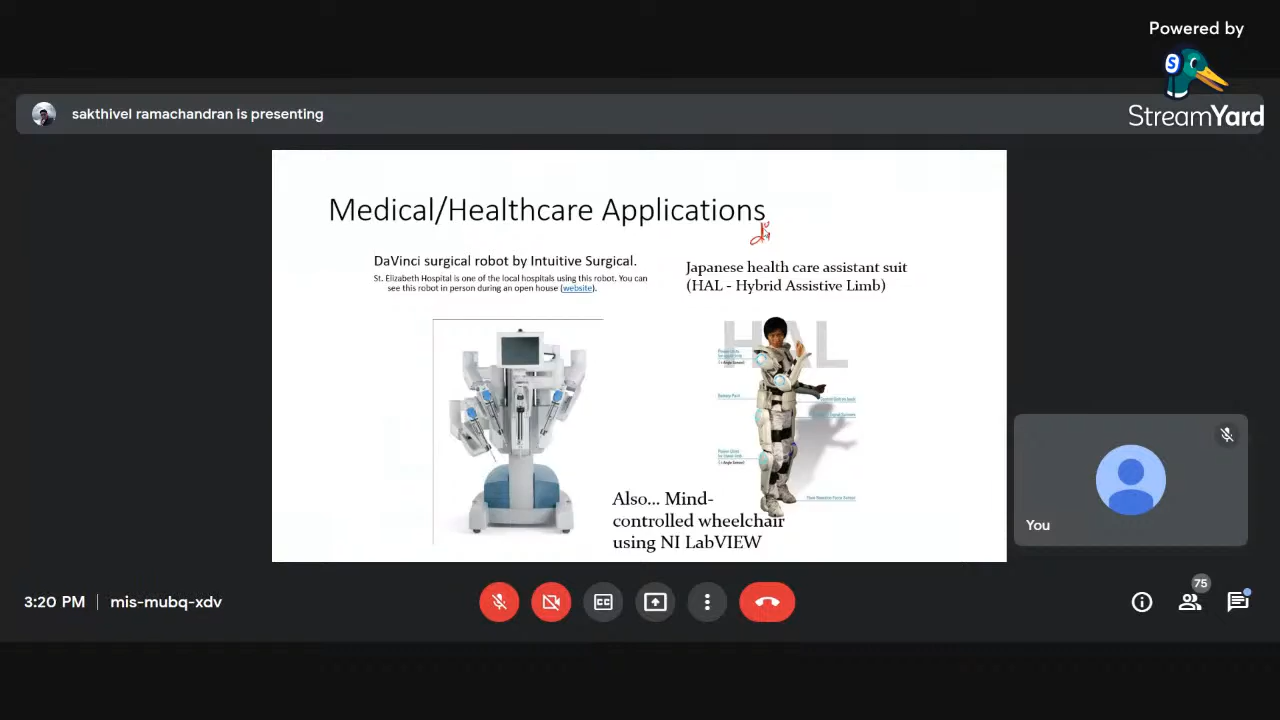 Powered by
StreamYard
sakthivel ramachandran is presenting
Medical/Healthcare Applications
DaVinci surgical robot by Intuitive Surgical.
St. Elizabeth Hospital is one of the local hospitals using this robot. You can
see this robot in person during an open house (website).
Japanese health care assistant suit
(HAL - Hybrid Assistive Limb)
HAL
Battery Pack
Also... Mind-
controlled wheelchair
using NI LabVIEW
You
3:20 PM
mis-mubq-xdv
75